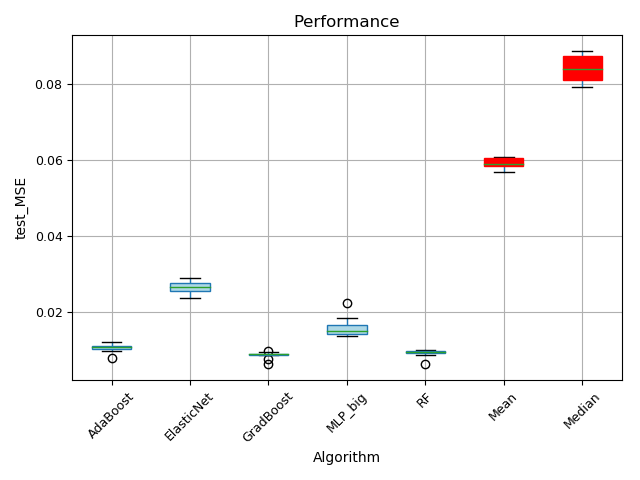 Performance
test_MSE
0.08
0.06
0.04
0.02
AdaBoost
ElasticNet
GradBoost
MLP_big
RF
Mean
Median
Algorithm